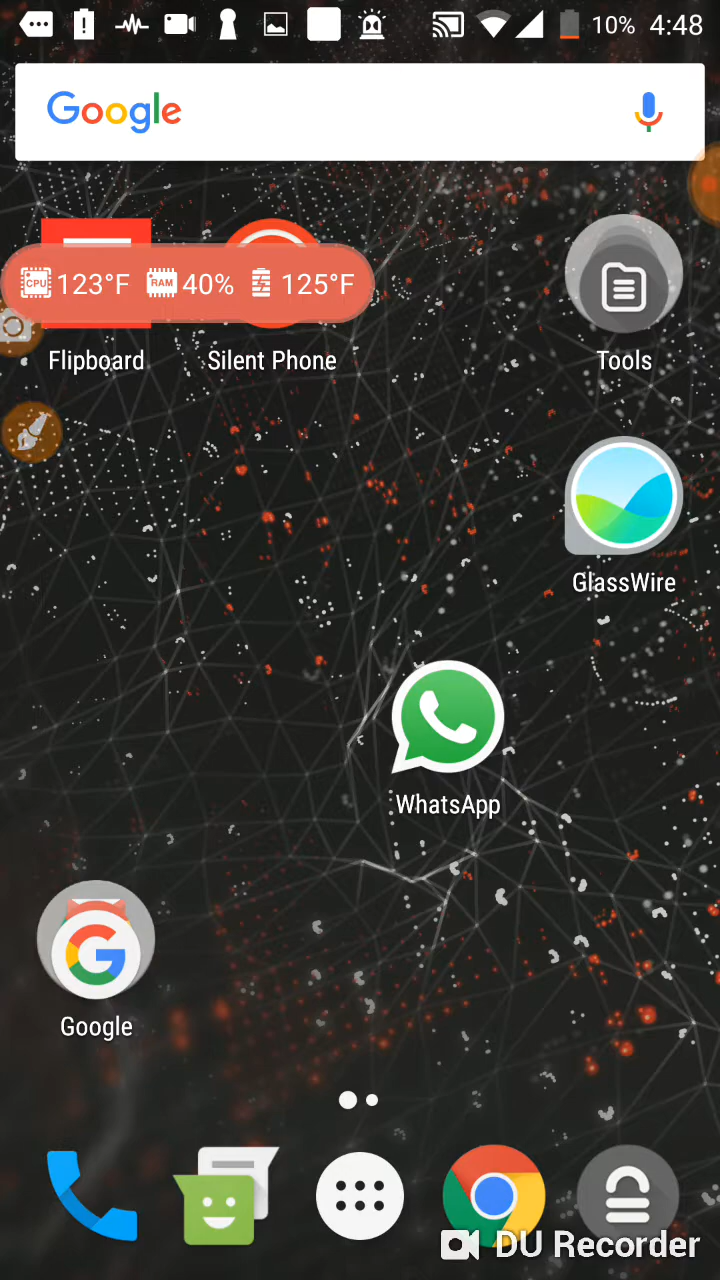 10% 4:48
Google
CPU 123°F RAM 40% 125°F
Flipboard Silent Phone Tools
GlassWire
WhatsApp
G
Google
DU Recorder